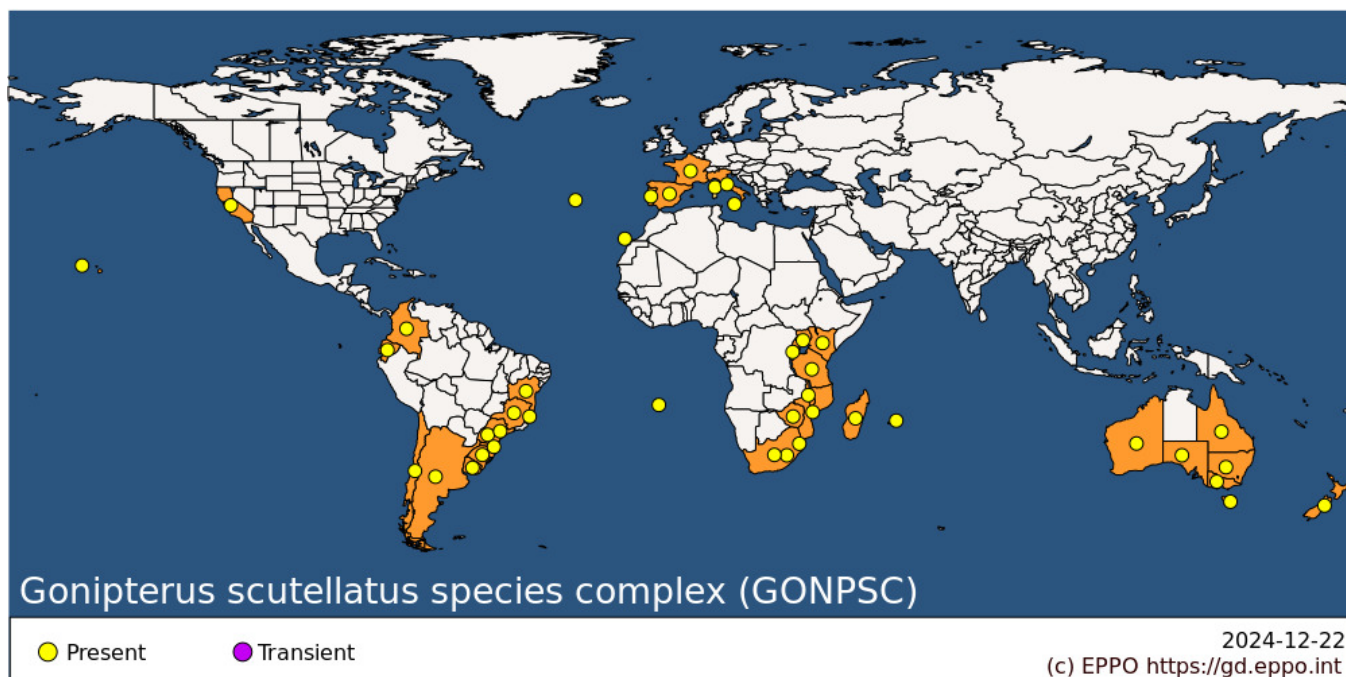 Gonipterus scutellatus species complex (GONPSC)
Present
Transient
2024-12-22
(c) EPPO https://gd.eppo.int